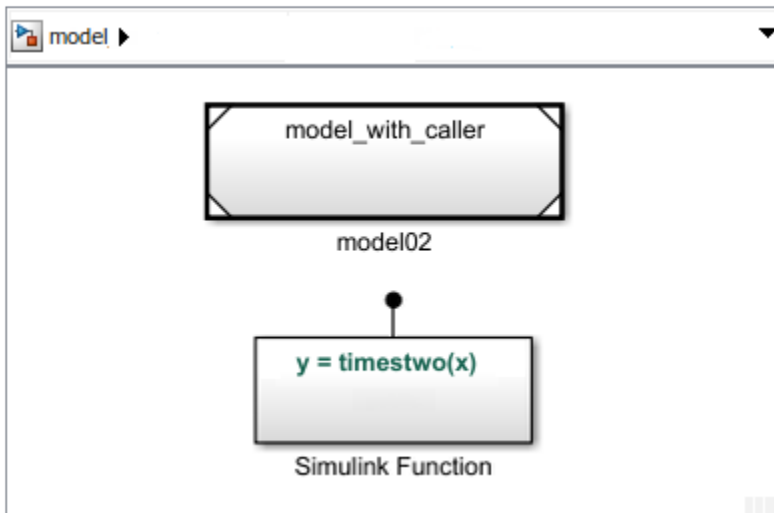 model
model_with_caller
model02
y = timestwo(x)
Simulink Function